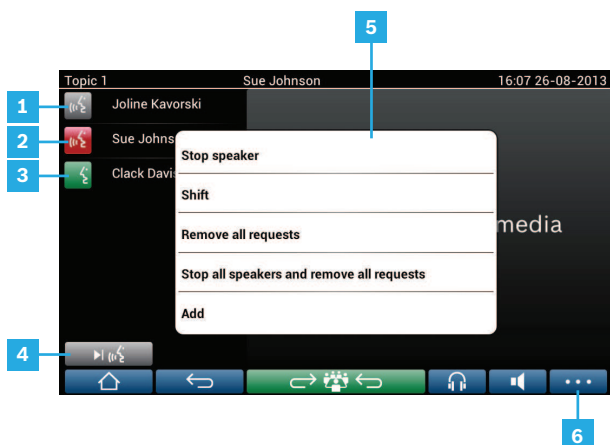 5
Topic 1 Sue Johnson 16:07 26-08-2013
1 Joline Kavorski
2 Sue Johns
3 Clack Davi
Stop speaker
Shift
Remove all requests
media
Stop all speakers and remove all requests
Add
4
6